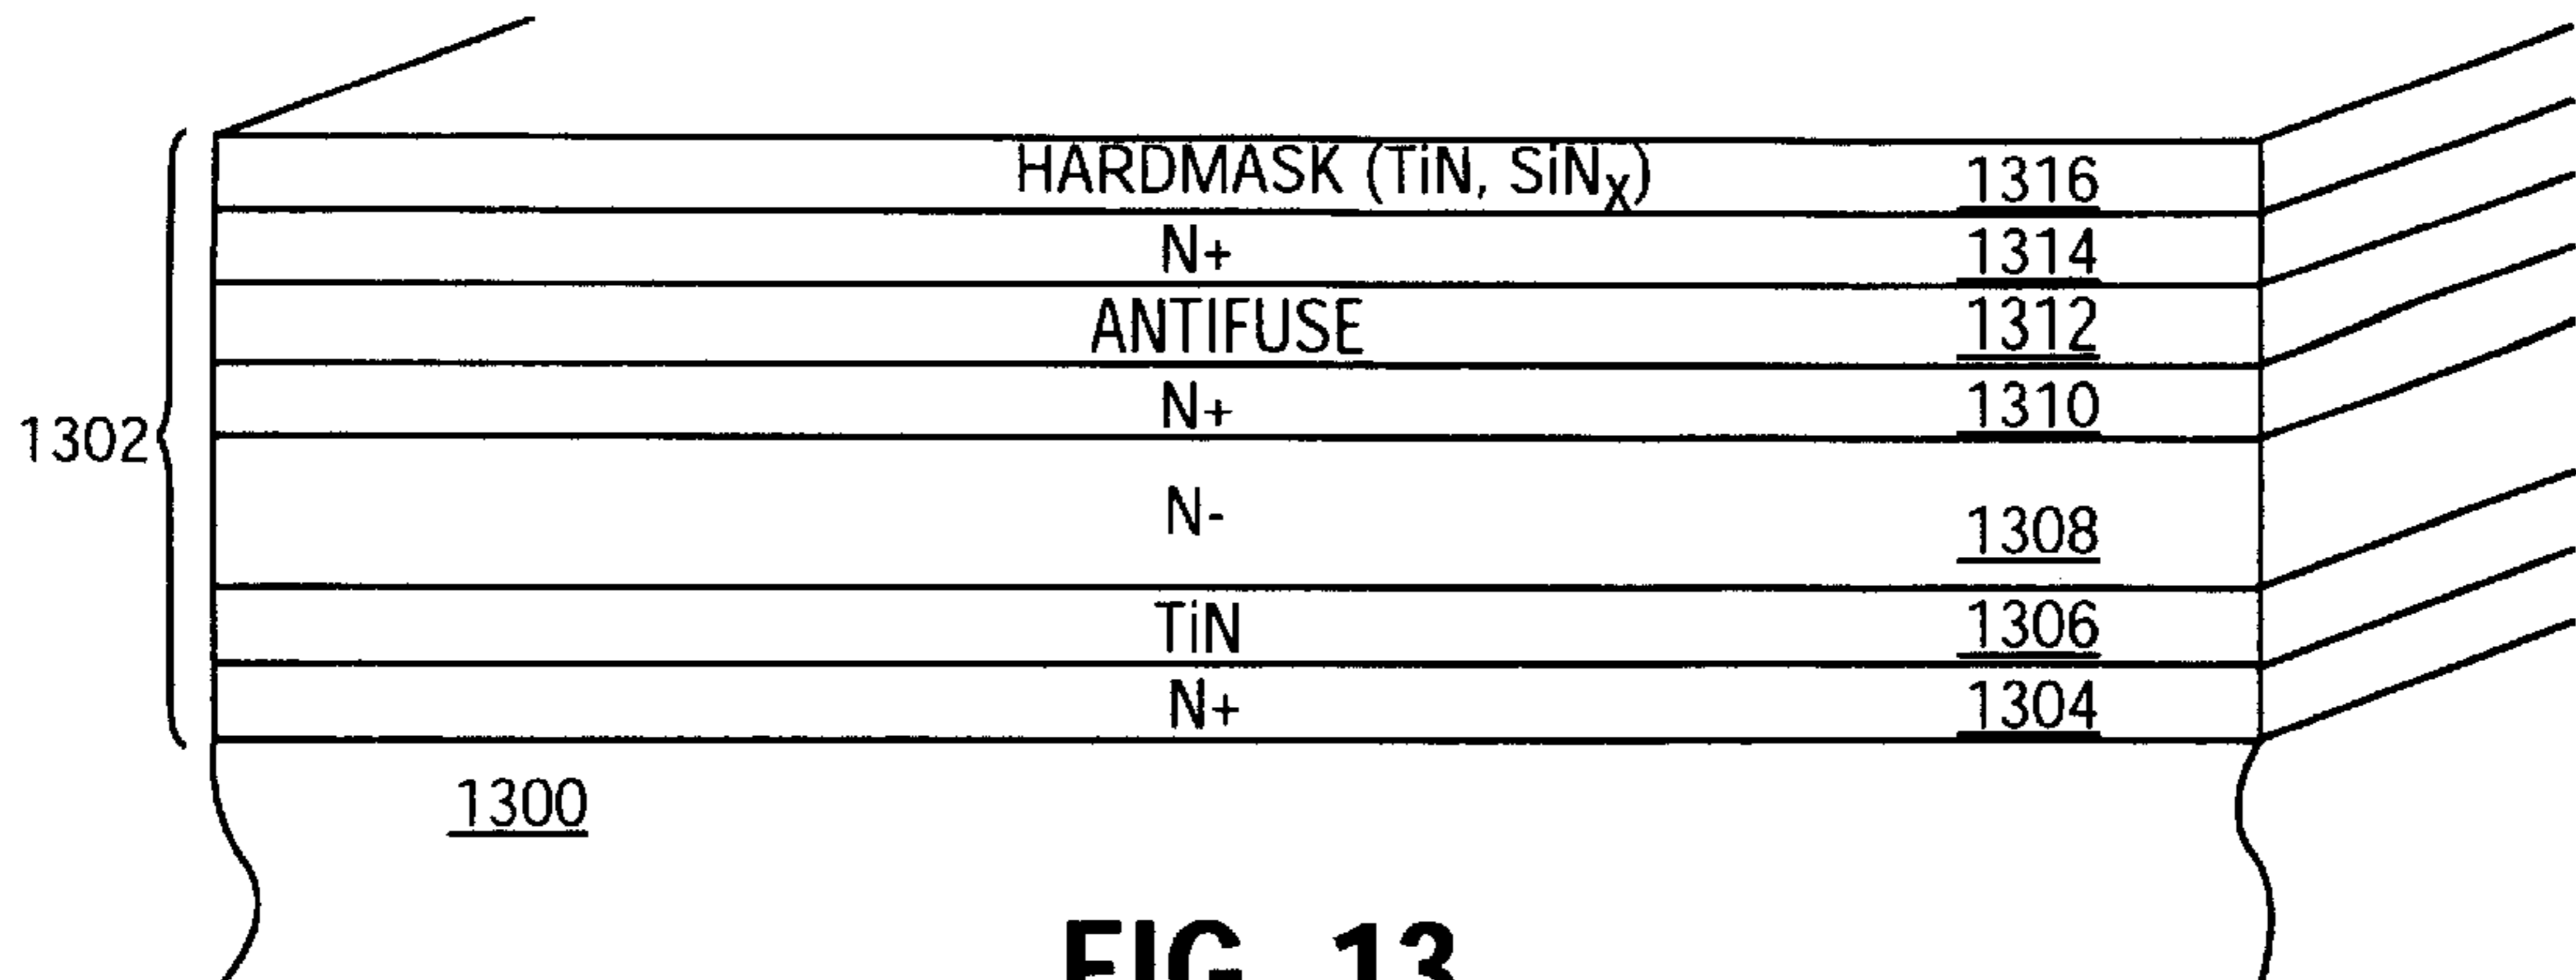 HARDMASK (TiN, SiNX) 1316
N+ 1314
ANTIFUSE 1312
N+ 1310
1302
N- 1308
TiN 1306
N+ 1304
1300
FIG. 13